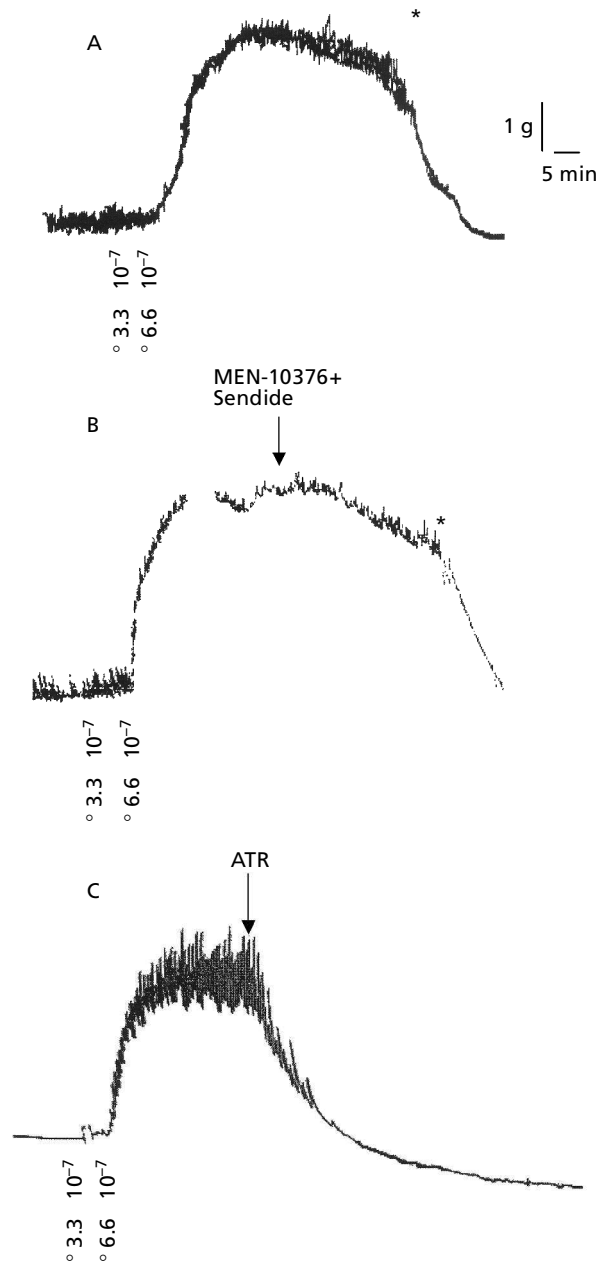 A
*
1 g
5 min
° 3.3 10⁻⁷
° 6.6 10⁻⁷
MEN-10376+
Sendide
B
*
° 3.3 10⁻⁷
° 6.6 10⁻⁷
ATR
C
° 3.3 10⁻⁷
° 6.6 10⁻⁷